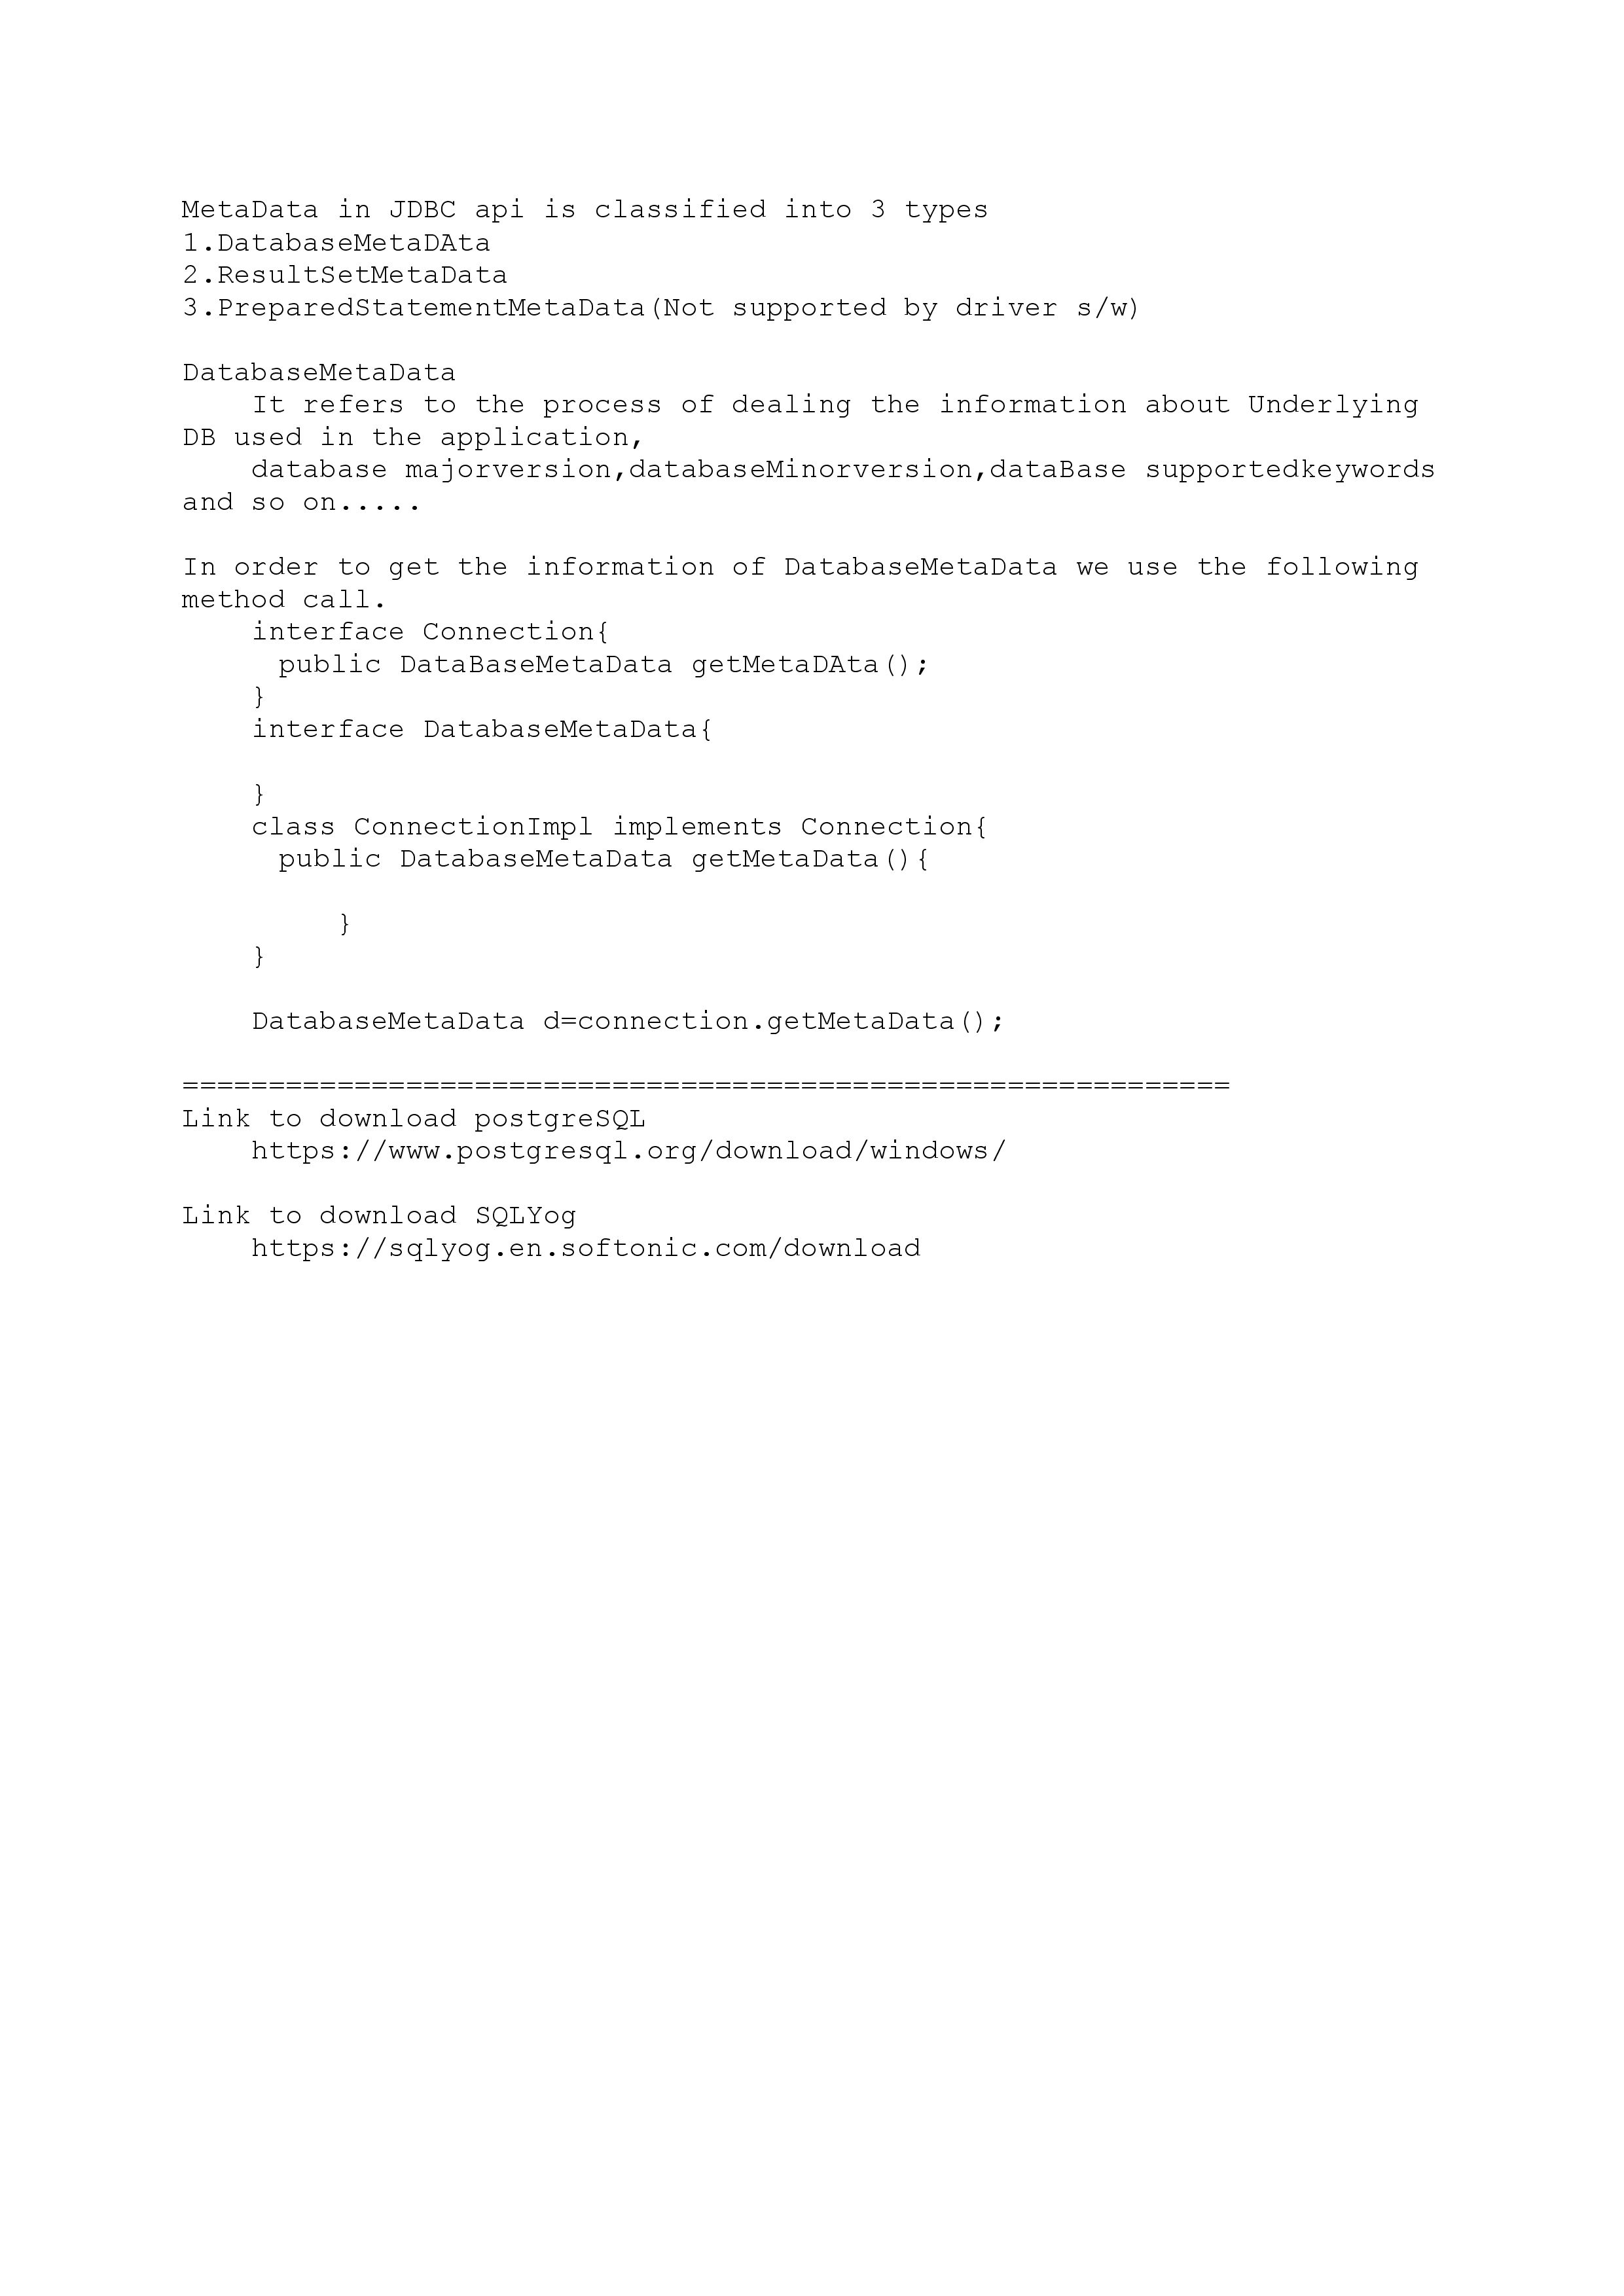 MetaData in JDBC api is classified into 3 types
1.DatabaseMetaDAta
2.ResultSetMetaData
3.PreparedStatementMetaData(Not supported by driver s/w)

DatabaseMetaData
    It refers to the process of dealing the information about Underlying
DB used in the application,
    database majorversion,databaseMinorversion,dataBase supportedkeywords
and so on.....

In order to get the information of DatabaseMetaData we use the following
method call.
    interface Connection{
      public DataBaseMetaData getMetaDAta();
    }
    interface DatabaseMetaData{

    }
    class ConnectionImpl implements Connection{
      public DatabaseMetaData getMetaData(){

         }
    }

    DatabaseMetaData d=connection.getMetaData();

=============================================================
Link to download postgreSQL
    https://www.postgresql.org/download/windows/

Link to download SQLYog
    https://sqlyog.en.softonic.com/download